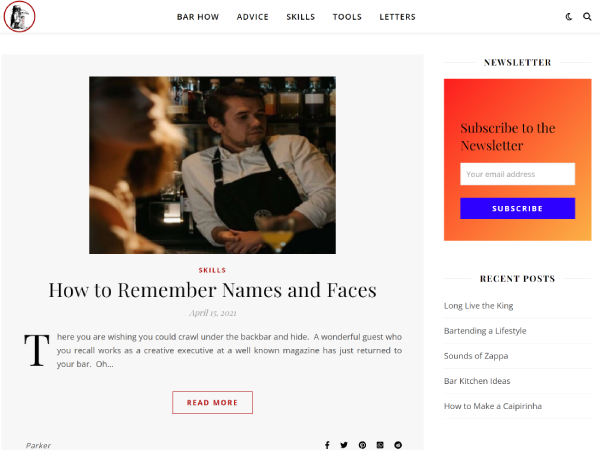 BAR HOW ADVICE SKILLS TOOLS LETTERS
SKILLS
How to Remember Names and Faces
April 15, 2021
There you are wishing you could crawl under the backbar and hide. A wonderful guest who
you recall works as a creative executive at a well known magazine has just returned to
your bar. Oh...
READ MORE
Parker
NEWSLETTER
Subscribe to the
Newsletter
Your email address
SUBSCRIBE
RECENT POSTS
Long Live the King
Bartending a Lifestyle
Sounds of Zappa
Bar Kitchen Ideas
How to Make a Caipirinha